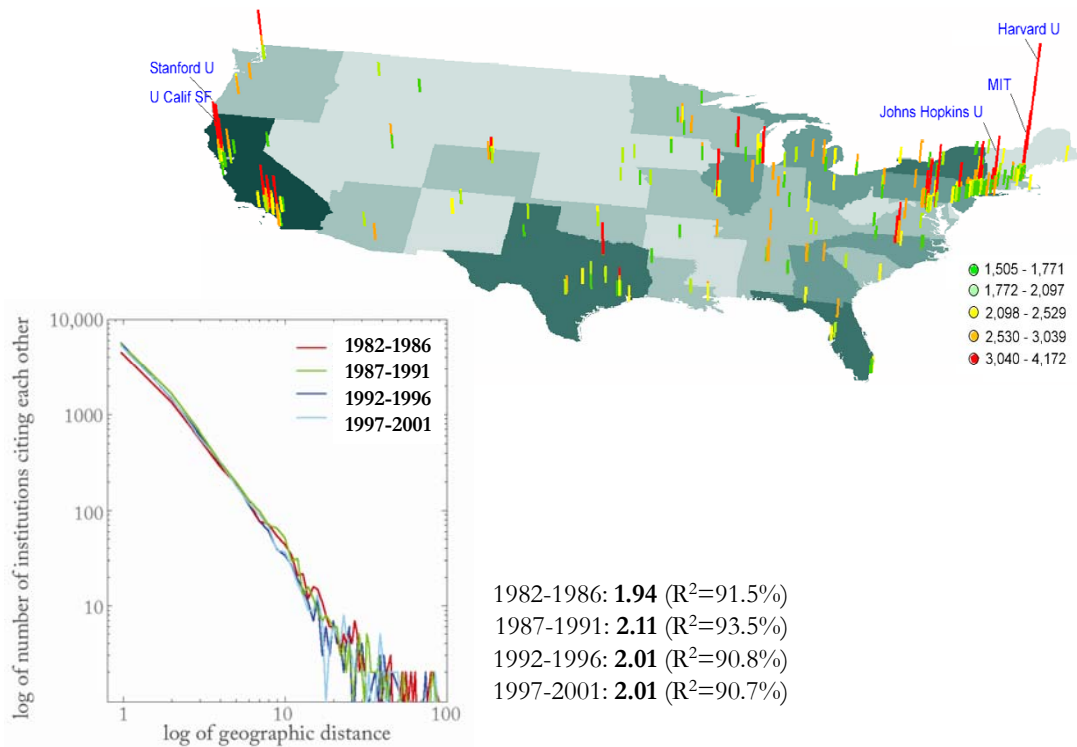 Harvard U
Stanford U
MIT
U Calif SF
Johns Hopkins U
1,505 - 1,771
1,772 - 2,097
2,098 - 2,529
2,530 - 3,039
3,040 - 4,172
10,000
1000
100
10
1982-1986
1987-1991
1992-1996
1997-2001
log of number of institutions citing each other
1
10
100
log of geographic distance
1982-1986: 1.94 (R²=91.5%)
1987-1991: 2.11 (R²=93.5%)
1992-1996: 2.01 (R²=90.8%)
1997-2001: 2.01 (R²=90.7%)